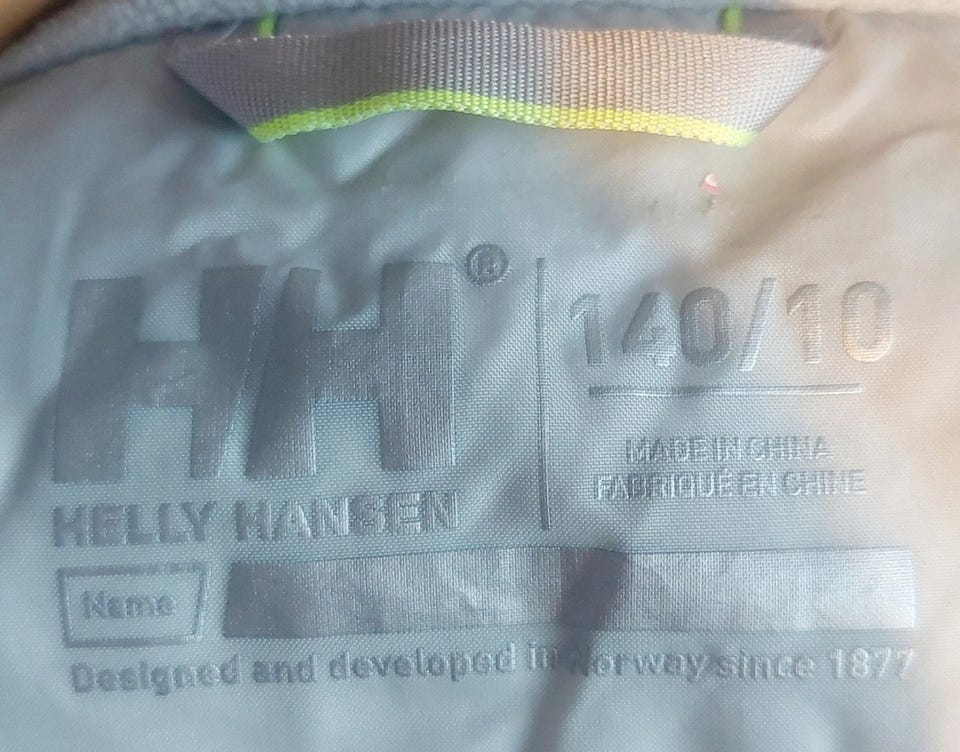 HH®
HELLY HANSEN
140/10
MADE IN CHINA
FABRIQUÉ EN CHINE
Name
Designed and developed in Norway since 1877